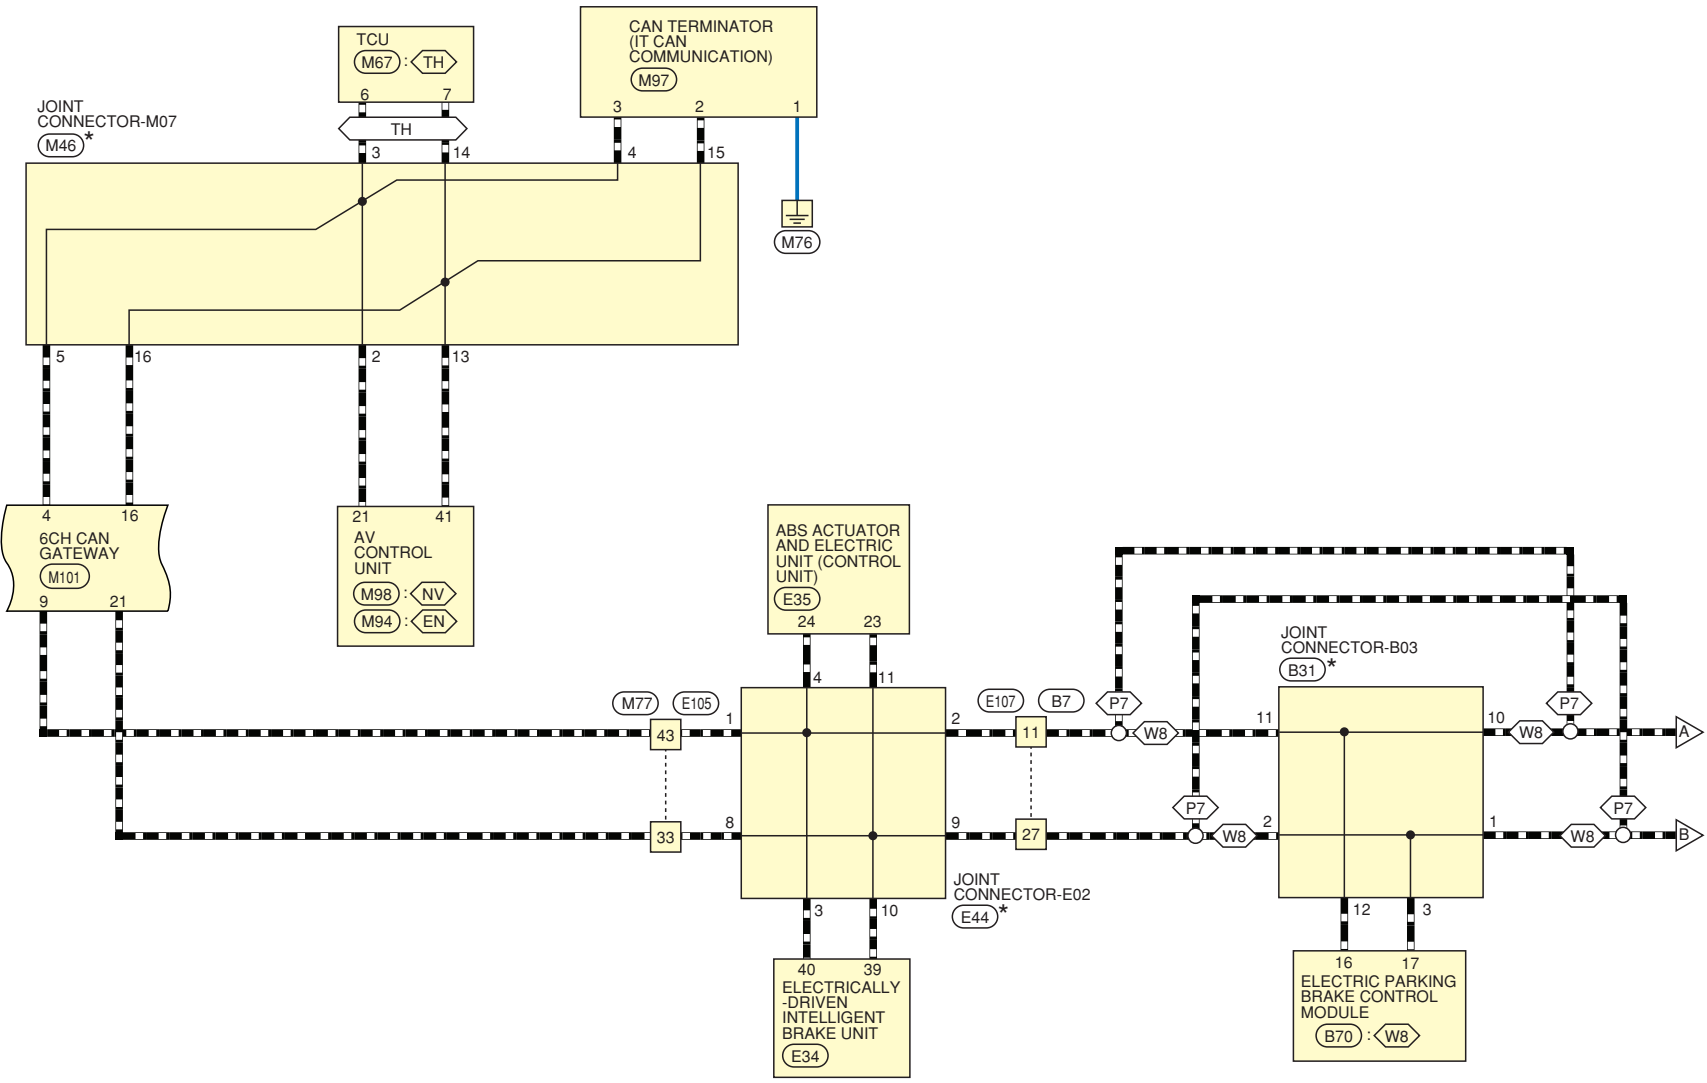 TCU
M67 : TH
6 7
TH
3 14
CAN TERMINATOR
(IT CAN
COMMUNICATION)
M97
3 2 1
4 15
M76
JOINT
CONNECTOR-M07
M46 *
5 16 2 13
4 16
6CH CAN
GATEWAY
M101
9 21
21 41
AV
CONTROL
UNIT
M98 : NV
M94 : EN
ABS ACTUATOR
AND ELECTRIC
UNIT (CONTROL
UNIT)
E35
24 23
4 11
M77 E105
43
33
1 2
8 9
E107 B7
11
27
JOINT
CONNECTOR-E02
E44 *
3 10
40 39
ELECTRICALLY
-DRIVEN
INTELLIGENT
BRAKE UNIT
E34
P7 W8
P7 W8
JOINT
CONNECTOR-B03
B31 *
11 10
2 1
W8 P7 A
W8 P7 B
12 3
16 17
ELECTRIC PARKING
BRAKE CONTROL
MODULE
B70 : W8